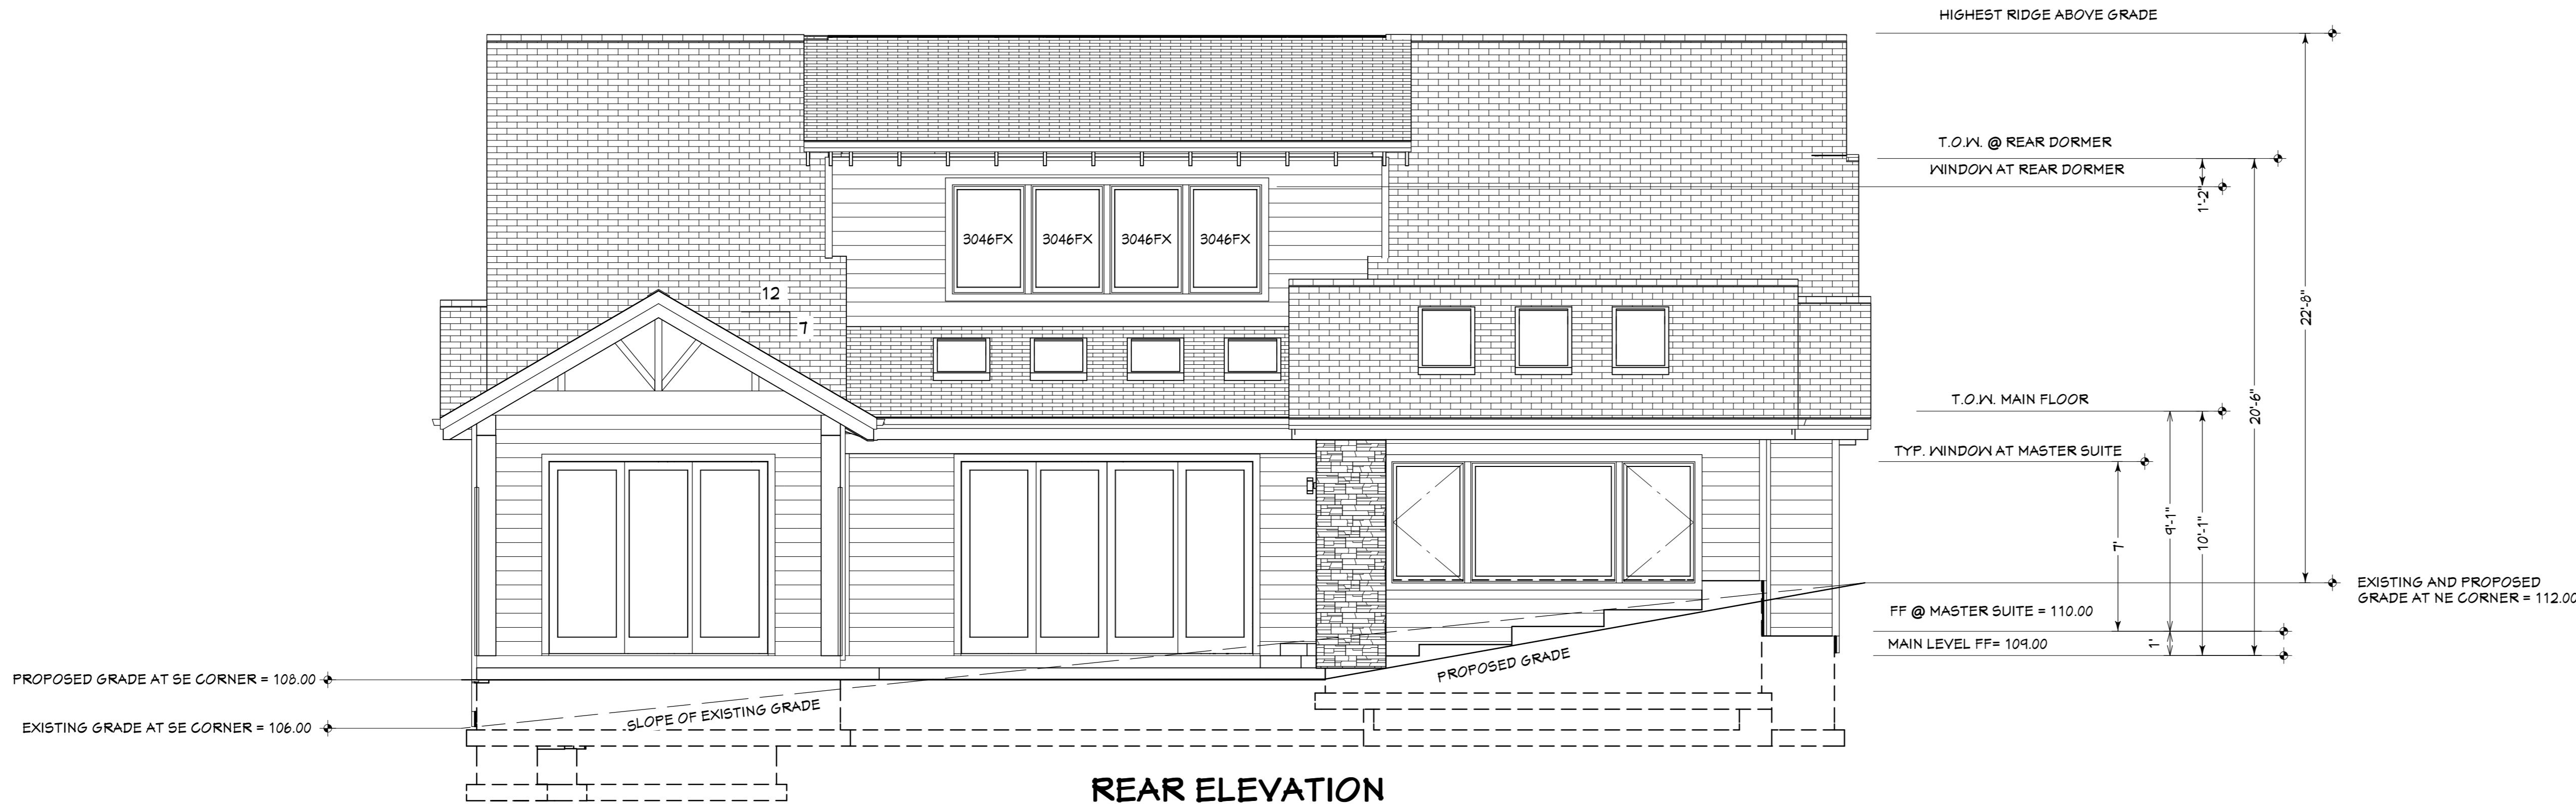 HIGHEST RIDGE ABOVE GRADE
T.O.W. @ REAR DORMER
WINDOW AT REAR DORMER
1'-2"
3046FX
3046FX
3046FX
3046FX
12
7
22'-8"
T.O.W. MAIN FLOOR
20'-6"
TYP. WINDOW AT MASTER SUITE
7'
9'-1"
10'-1"
EXISTING AND PROPOSED
GRADE AT NE CORNER = 112.00
FF @ MASTER SUITE = 110.00
MAIN LEVEL FF= 109.00
1'
PROPOSED GRADE
PROPOSED GRADE AT SE CORNER = 108.00
SLOPE OF EXISTING GRADE
EXISTING GRADE AT SE CORNER = 106.00
REAR ELEVATION